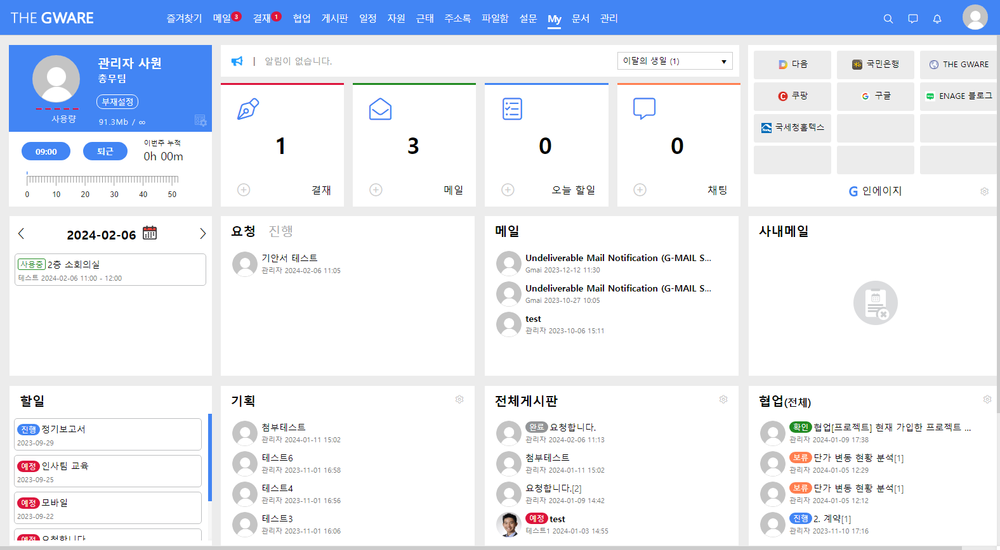 THE GWARE
즐겨찾기 메일 3 결재 1 협업 게시판 일정 자원 근태 주소록 파일함 설문 My 문서 관리
관리자 사원
총무팀
부재설정
사용량
91.3Mb / ∞
09:00 퇴근
이번주 누적
0h 00m
0 10 20 30 40 50
| 알림이 없습니다.
이달의 생일 (1)
1
결재
3
메일
0
오늘 할일
0
채팅
다음 국민은행 THE GWARE
쿠팡 구글 ENAGE 블로그
국세청홈텍스
G 인에이지
2024-02-06
사용중 2층 소회의실
테스트 2024-02-06 11:00 - 12:00
요청 진행
기안서 테스트
관리자 2024-02-06 11:05
메일
Undeliverable Mail Notification (G-MAIL S...
Gmai 2023-12-12 11:30
Undeliverable Mail Notification (G-MAIL S...
Gmai 2023-10-27 10:05
test
관리자 2023-10-06 15:11
사내메일
할일
진행 정기보고서
2023-09-29
예정 인사팀 교육
2023-09-25
예정 모바일
2023-09-22
예정 요청합니다
기획
첨부테스트
관리자 2024-01-11 15:02
테스트6
관리자 2023-11-01 16:58
테스트4
관리자 2023-11-01 16:56
테스트3
관리자 2023-11-01 16:06
전체게시판
완료 요청합니다.
관리자 2024-02-06 11:13
첨부테스트
관리자 2024-01-11 15:02
요청합니다.[2]
관리자 2024-01-09 14:42
예정 test
테스트1 2024-01-03 14:55
협업(전체)
확인 협업[프로젝트] 현재 가입한 프로젝트 ...
관리자 2024-01-09 17:38
보류 단가 변동 현황 분석[1]
관리자 2024-01-05 12:29
보류 단가 변동 현황 분석[1]
관리자 2024-01-05 12:12
진행 2. 계약[1]
관리자 2023-11-10 17:16